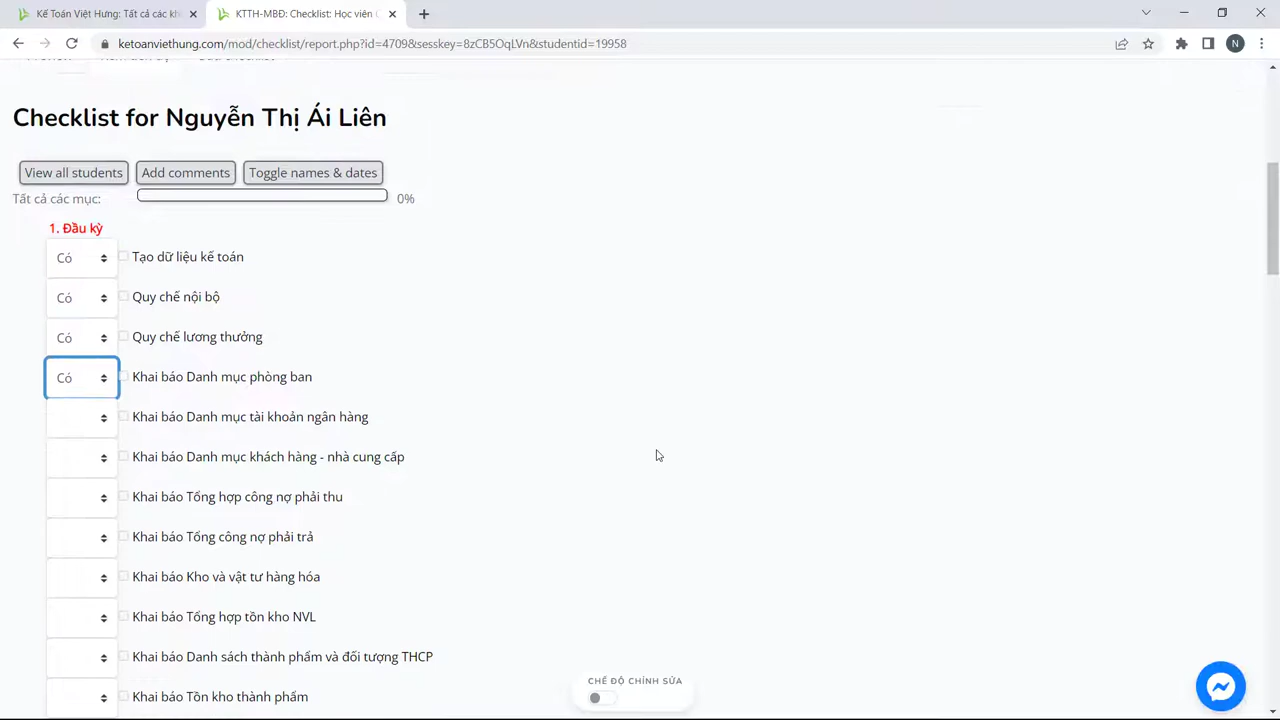 Kế Toán Việt Hưng: Tất cả các kh
KTTH-MBĐ: Checklist: Học viên (
ketoanviethung.com/mod/checklist/report.php?id=4709&sesskey=8zCB5OqLVn&studentid=19958
N
Checklist for Nguyễn Thị Ái Liên
View all students
Add comments
Toggle names & dates
Tất cả các mục:
0%
1. Đầu kỳ
Có Tạo dữ liệu kế toán
Có Quy chế nội bộ
Có Quy chế lương thưởng
Có Khai báo Danh mục phòng ban
Khai báo Danh mục tài khoản ngân hàng
Khai báo Danh mục khách hàng - nhà cung cấp
Khai báo Tổng hợp công nợ phải thu
Khai báo Tổng công nợ phải trả
Khai báo Kho và vật tư hàng hóa
Khai báo Tổng hợp tồn kho NVL
Khai báo Danh sách thành phẩm và đối tượng THCP
Khai báo Tồn kho thành phẩm
CHẾ ĐỘ CHỈNH SỬA